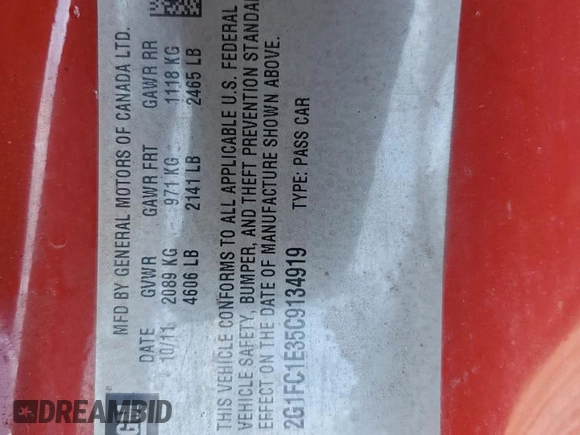 MFD BY GENERAL MOTORS OF CANADA LTD.
DATE GVWR GAWR FRT GAWR RR
10/11 2089 KG 971 KG 1118 KG
4606 LB 2141 LB 2465 LB
THIS VEHICLE CONFORMS TO ALL APPLICABLE U.S. FEDERAL
VEHICLE SAFETY, BUMPER, AND THEFT PREVENTION
EFFECT ON THE DATE OF MANUFACTURE SHOWN ABOVE.
2G1FC1E35C9134919 TYPE: PASS CAR
DREAMBID